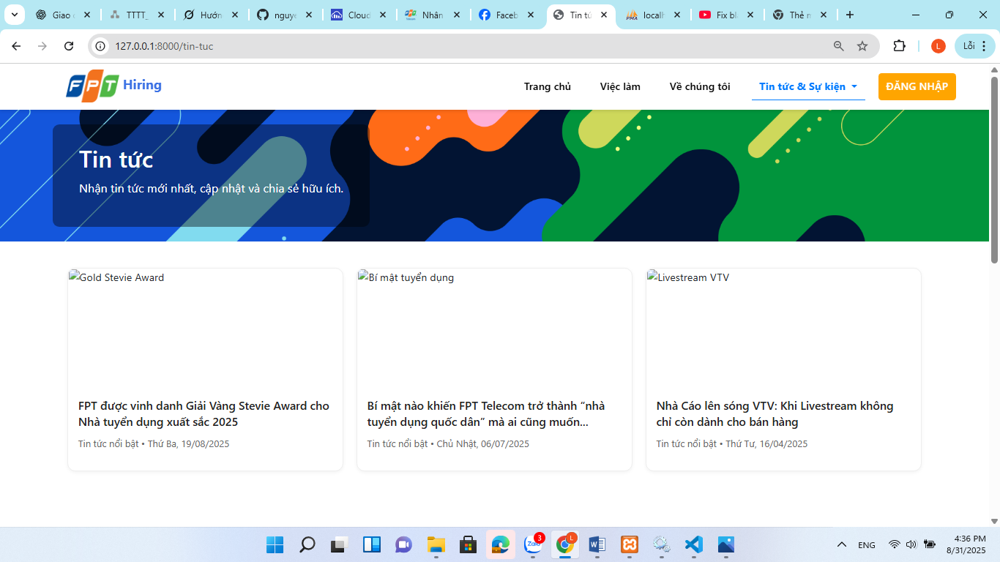 Giao d
TTTT_
Hướn
nguye
Cloud
Nhân
Faceb
Tin tứ
localh
Fix bl
Thẻ n
127.0.0.1:8000/tin-tuc
L
Lỗi
FPT Hiring
Trang chủ
Việc làm
Về chúng tôi
Tin tức & Sự kiện
ĐĂNG NHẬP
Tin tức
Nhận tin tức mới nhất, cập nhật và chia sẻ hữu ích.
Gold Stevie Award
Bí mật tuyển dụng
Livestream VTV
FPT được vinh danh Giải Vàng Stevie Award cho
Nhà tuyển dụng xuất sắc 2025
Tin tức nổi bật • Thứ Ba, 19/08/2025
Bí mật nào khiến FPT Telecom trở thành “nhà
tuyển dụng quốc dân” mà ai cũng muốn...
Tin tức nổi bật • Chủ Nhật, 06/07/2025
Nhà Cáo lên sóng VTV: Khi Livestream không
chỉ còn dành cho bán hàng
Tin tức nổi bật • Thứ Tư, 16/04/2025
Zalo
3
L
ENG
4:36 PM
8/31/2025